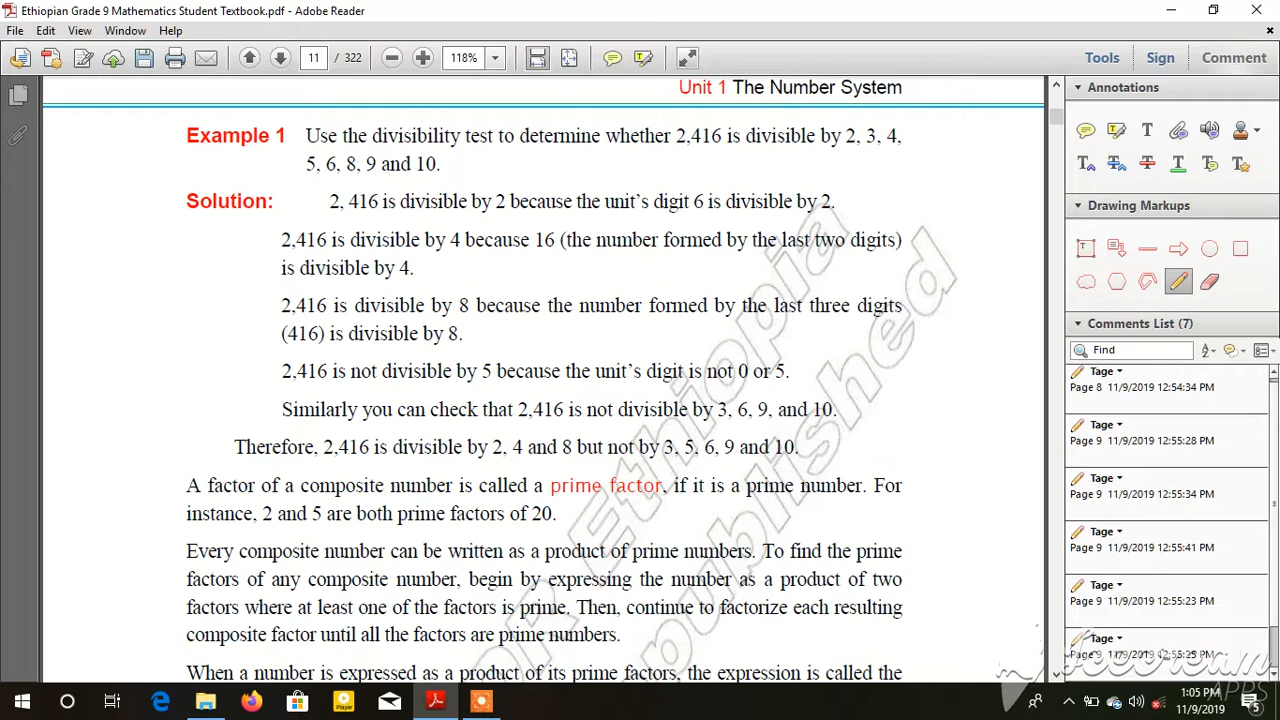 Ethiopian Grade 9 Mathematics Student Textbook.pdf - Adobe Reader
File Edit View Window Help
11 / 322 118% Tools Sign Comment
Unit 1 The Number System
Example 1 Use the divisibility test to determine whether 2,416 is divisible by 2, 3, 4,
5, 6, 8, 9 and 10.
Solution: 2, 416 is divisible by 2 because the unit's digit 6 is divisible by 2.
2,416 is divisible by 4 because 16 (the number formed by the last two digits)
is divisible by 4.
2,416 is divisible by 8 because the number formed by the last three digits
(416) is divisible by 8.
2,416 is not divisible by 5 because the unit's digit is not 0 or 5.
Similarly you can check that 2,416 is not divisible by 3, 6, 9, and 10.
Therefore, 2,416 is divisible by 2, 4 and 8 but not by 3, 5, 6, 9 and 10.
A factor of a composite number is called a prime factor, if it is a prime number. For
instance, 2 and 5 are both prime factors of 20.
Every composite number can be written as a product of prime numbers. To find the prime
factors of any composite number, begin by expressing the number as a product of two
factors where at least one of the factors is prime. Then, continue to factorize each resulting
composite factor until all the factors are prime numbers.
When a number is expressed as a product of its prime factors, the expression is called the
Ethiopia
published
Annotations
Drawing Markups
Comments List (7)
Find
Tage
Page 8 11/9/2019 12:54:34 PM
Tage
Page 9 11/9/2019 12:55:28 PM
Tage
Page 9 11/9/2019 12:55:34 PM
Tage
Page 9 11/9/2019 12:55:41 PM
Tage
Page 9 11/9/2019 12:55:23 PM
Tage
Page 9 11/9/2019 12:55:25 PM
icecream
APPS
Player
1:05 PM
11/9/2019
5